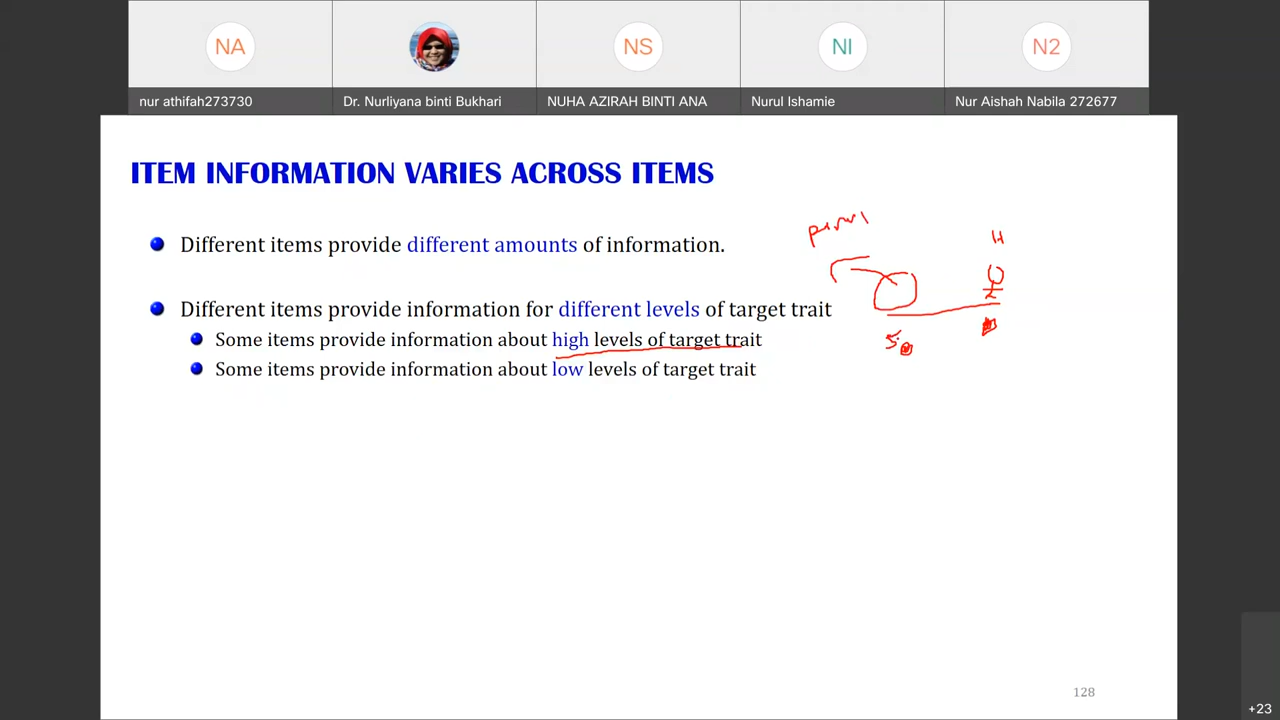 NA
NS
NI
N2
nur athifah273730
Dr. Nurliyana binti Bukhari
NUHA AZIRAH BINTI ANA
Nurul Ishamie
Nur Aishah Nabila 272677
ITEM INFORMATION VARIES ACROSS ITEMS
Different items provide different amounts of information.
H
Different items provide information for different levels of target trait
Some items provide information about high levels of target trait
Some items provide information about low levels of target trait
128
+23